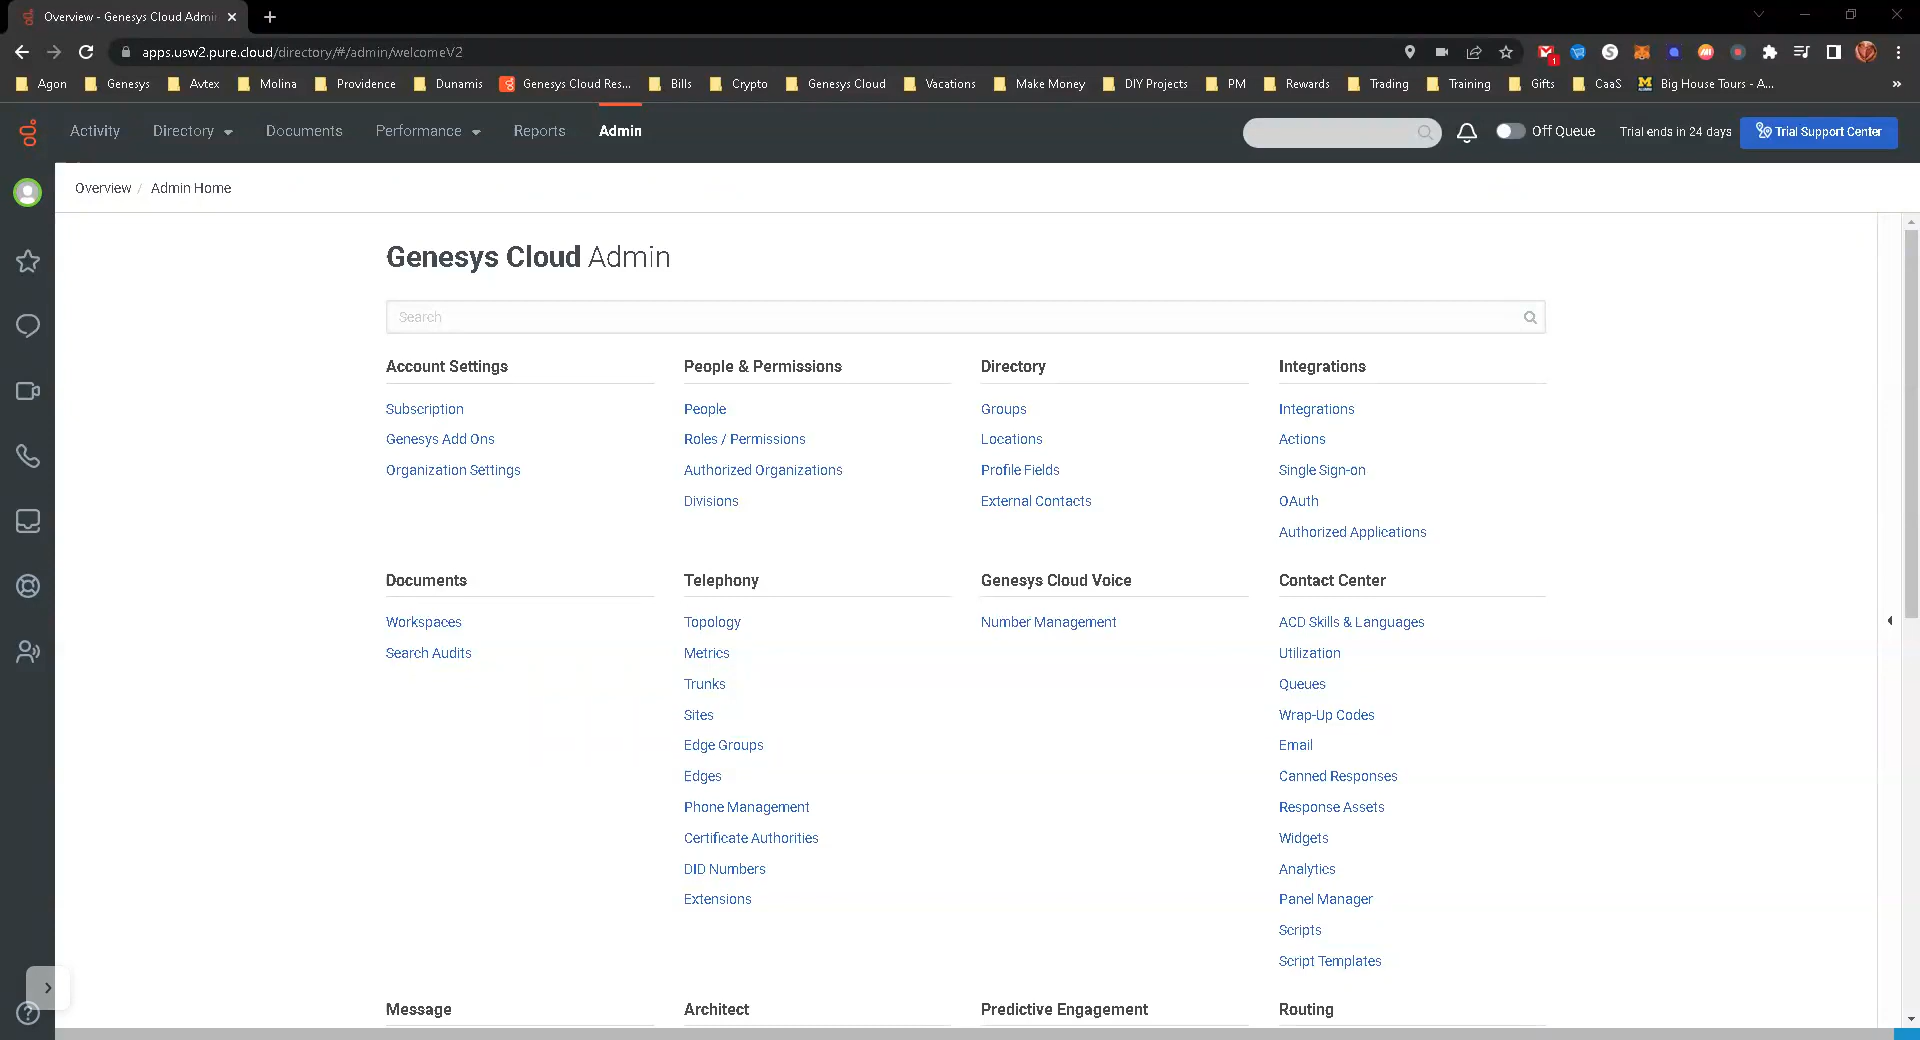 Overview - Genesys Cloud Admin
apps.usw2.pure.cloud/directory/#/admin/welcomeV2
1
Agon Genesys Avtex Molina Providence Dunamis Genesys Cloud Res... Bills Crypto Genesys Cloud Vacations Make Money DIY Projects PM Rewards Trading Training Gifts CaaS Big House Tours - A... »
Activity Directory Documents Performance Reports Admin Off Queue Trial ends in 24 days Trial Support Center
Overview / Admin Home
Genesys Cloud Admin
Search
Account Settings
Subscription
Genesys Add Ons
Organization Settings
People & Permissions
People
Roles / Permissions
Authorized Organizations
Divisions
Directory
Groups
Locations
Profile Fields
External Contacts
Integrations
Integrations
Actions
Single Sign-on
OAuth
Authorized Applications
Documents
Workspaces
Search Audits
Telephony
Topology
Metrics
Trunks
Sites
Edge Groups
Edges
Phone Management
Certificate Authorities
DID Numbers
Extensions
Genesys Cloud Voice
Number Management
Contact Center
ACD Skills & Languages
Utilization
Queues
Wrap-Up Codes
Email
Canned Responses
Response Assets
Widgets
Analytics
Panel Manager
Scripts
Script Templates
Message
Architect
Predictive Engagement
Routing